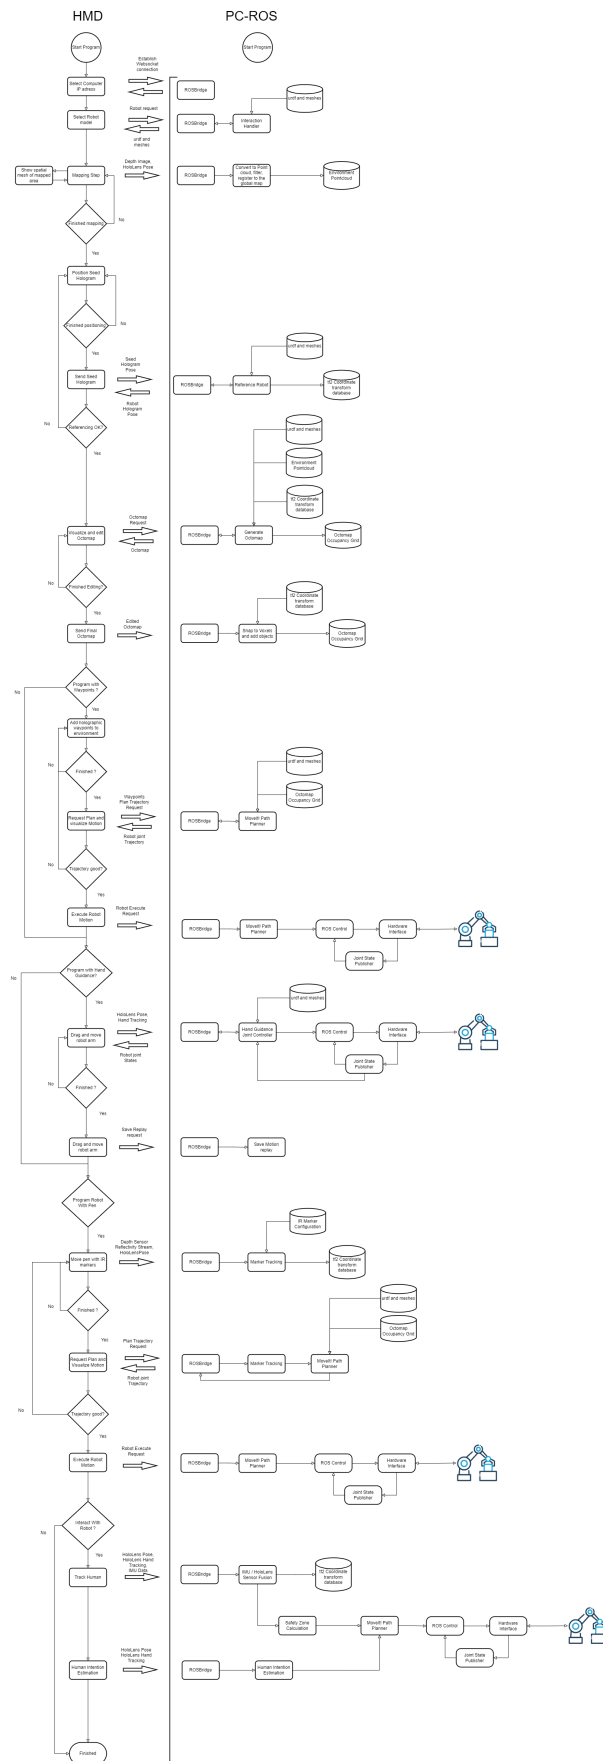 HMD
PC-ROS
Start Program
Start Program
Establish
Websocket
connection
Select Computer
IP adress
ROSBridge
urdf and meshes
Robot request
Select Robot
model
ROSBridge
Interaction
Handler
urdf and
meshes
Show spatial
mesh of mapped
area
Mapping Step
Depth image,
HoloLens Pose
ROSBridge
Convert to Point
cloud, filter,
register to the
global map
Environment
Pointcloud
Finished mapping
No
Yes
Position Seed
Hologram
Finished positioning
No
Yes
urdf and meshes
Seed
Hologram
Pose
Send Seed
Hologram
ROSBridge
Reference Robot
tf2 Coordinate
transform
database
Robot
Hologram
Pose
No
Referencing OK?
Yes
urdf and meshes
Environment
Pointcloud
tf2 Coordinate
transform
database
Octomap
Request
Visualize and edit
Octomap
ROSBridge
Generate
Octomap
Octomap
Occupancy Grid
Octomap
No
Finished Editing?
Yes
tf2 Coordinate
transform
database
Edited
Octomap
Send Final
Octomap
ROSBridge
Snap to Voxels
and add objects
Octomap
Occupancy Grid
No
Program with
Waypoints ?
Yes
Add holographic
waypoints to
environment
urdf and meshes
No
Finished ?
Yes
Octomap
Occupancy Grid
Waypoints
Plan Trajectory
Request
Request Plan and
visualize Motion
ROSBridge
MoveIt! Path
Planner
Robot joint
Trajectory
No
Trajectory good?
Yes
Robot Execute
Request
Execute Robot
Motion
ROSBridge
MoveIt! Path
Planner
ROS Control
Hardware
Interface
Joint State
Publisher
No
Program with Hand
Guidance?
Yes
urdf and meshes
HoloLens Pose,
Hand Tracking
Drag and move
robot arm
ROSBridge
Hand Guidance
Joint Controller
ROS Control
Hardware
Interface
Robot joint
States
Joint State
Publisher
No
Finished ?
Yes
Save Replay
request
Drag and move
robot arm
ROSBridge
Save Motion
replay
Program Robot
With Pen
Yes
IR Marker
Configuration
Depth Sensor
Reflectivity Stream,
HoloLensPose
Move pen with IR
markers
ROSBridge
Marker Tracking
tf2 Coordinate
transform
database
No
Finished ?
Yes
urdf and meshes
Octomap
Occupancy Grid
Plan Trajectory
Request
Request Plan and
Visualize Motion
ROSBridge
Marker Tracking
MoveIt! Path
Planner
Robot joint
Trajectory
No
Trajectory good?
Yes
Robot Execute
Request
Execute Robot
Motion
ROSBridge
MoveIt! Path
Planner
ROS Control
Hardware
Interface
Joint State
Publisher
No
Interact With
Robot ?
Yes
HoloLens Pose,
HoloLens Hand
Tracking,
IMU Data
Track Human
ROSBridge
IMU / HoloLens
Sensor Fusion
tf2 Coordinate
transform
database
Safety Zone
Calculation
MoveIt! Path
Planner
ROS Control
Hardware
Interface
Joint State
Publisher
HoloLens Pose
HoloLens Hand
Tracking
Human Intention
Estimation
ROSBridge
Human Intention
Estimation
Finished